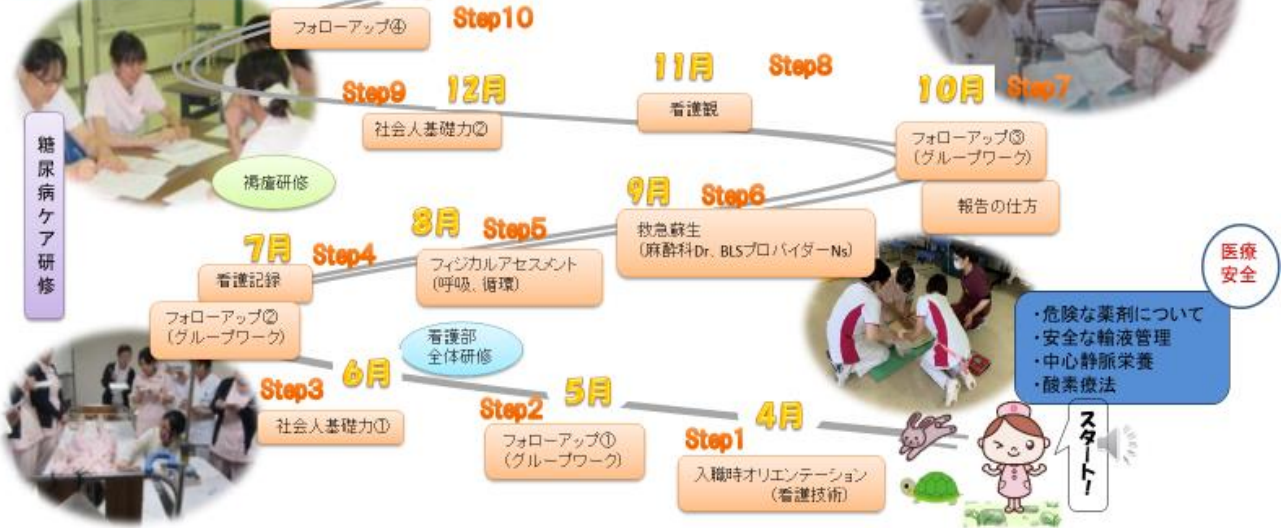 フォローアップ④
Step10
Step9
12月
社会人基礎力②
11月
Step8
看護観
10月
Step7
フォローアップ③
(グループワーク)
報告の仕方
糖尿病ケア研修
褥瘡研修
9月
Step6
救急蘇生
(麻酔科Dr. BLSプロバイダーNs)
8月
Step5
フィジカルアセスメント
(呼吸、循環)
7月
Step4
看護記録
フォローアップ②
(グループワーク)
医療
安全
・危険な薬剤について
・安全な輸液管理
・中心静脈栄養
・酸素療法
看護部
全体研修
6月
Step3
社会人基礎力①
5月
Step2
フォローアップ①
(グループワーク)
4月
Step1
入職時オリエンテーション
(看護技術)
スタート!